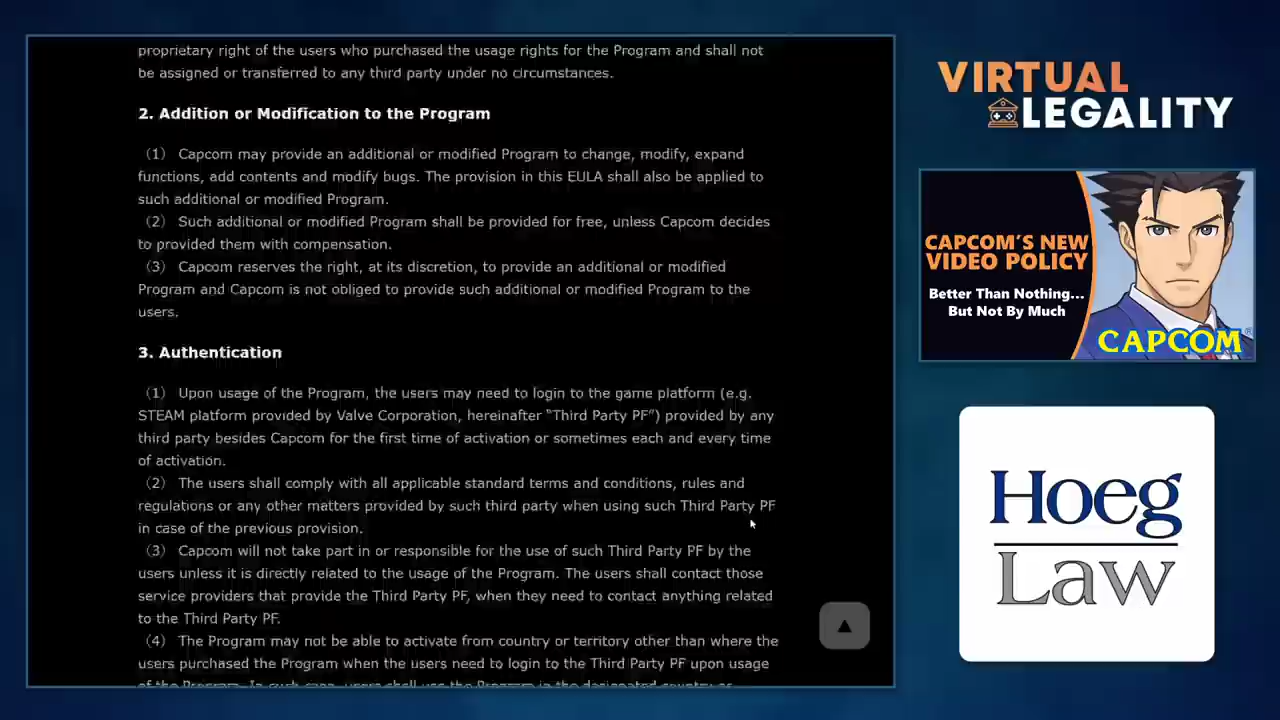 proprietary right of the users who purchased the usage rights for the Program and shall not
be assigned or transferred to any third party under no circumstances.
2. Addition or Modification to the Program
（1） Capcom may provide an additional or modified Program to change, modify, expand
functions, add contents and modify bugs. The provision in this EULA shall also be applied to
such additional or modified Program.
（2） Such additional or modified Program shall be provided for free, unless Capcom decides
to provided them with compensation.
（3） Capcom reserves the right, at its discretion, to provide an additional or modified
Program and Capcom is not obliged to provide such additional or modified Program to the
users.
3. Authentication
（1） Upon usage of the Program, the users may need to login to the game platform (e.g.
STEAM platform provided by Valve Corporation, hereinafter “Third Party PF”) provided by any
third party besides Capcom for the first time of activation or sometimes each and every time
of activation.
（2） The users shall comply with all applicable standard terms and conditions, rules and
regulations or any other matters provided by such third party when using such Third Party PF
in case of the previous provision.
（3） Capcom will not take part in or responsible for the use of such Third Party PF by the
users unless it is directly related to the usage of the Program. The users shall contact those
service providers that provide the Third Party PF, when they need to contact anything related
to the Third Party PF.
（4） The Program may not be able to activate from country or territory other than where the
users purchased the Program when the users need to login to the Third Party PF upon usage
of the Program. In such case, users shall use the Program in the designated country as
VIRTUAL
LEGALITY
CAPCOM'S NEW
VIDEO POLICY
Better Than Nothing...
But Not By Much
CAPCOM®
Hoeg
Law